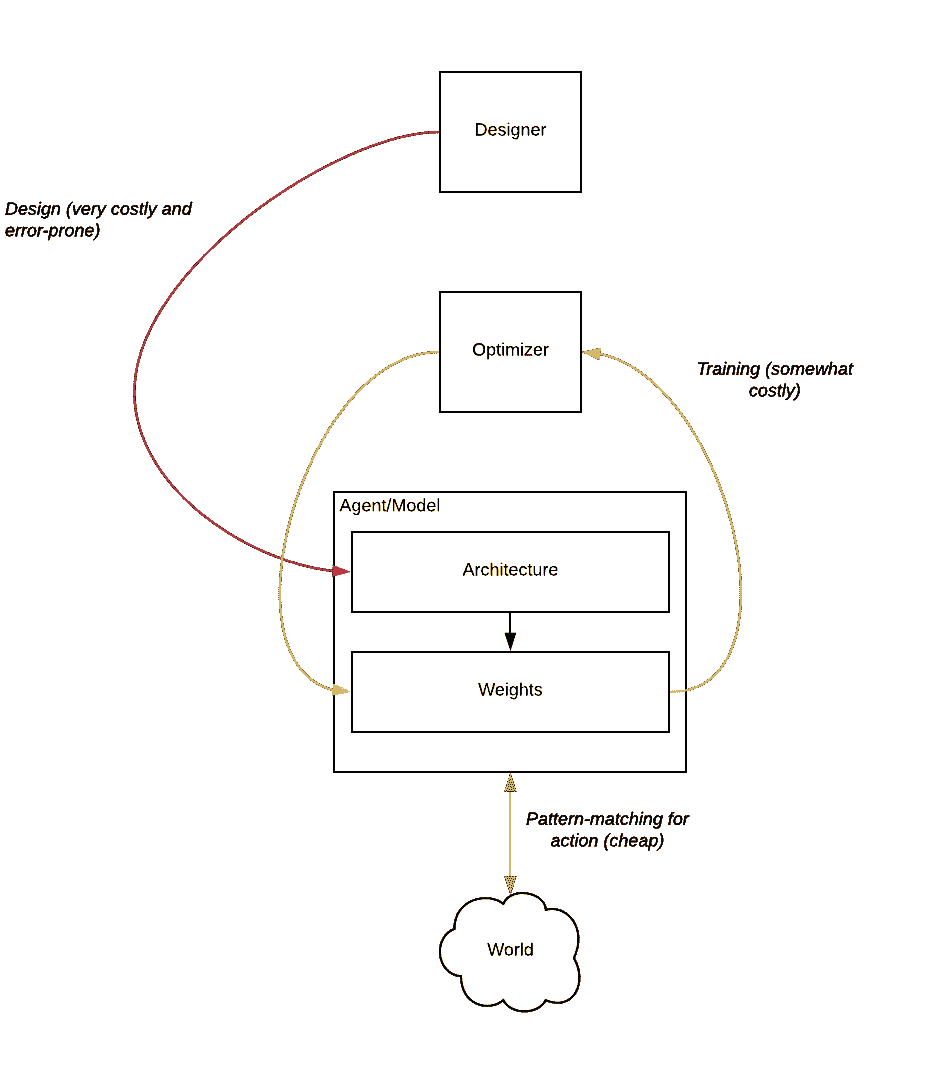 Designer
Design (very costly and
error-prone)
Optimizer
Training (somewhat
costly)
Agent/Model
Architecture
Weights
Pattern-matching for
action (cheap)
World